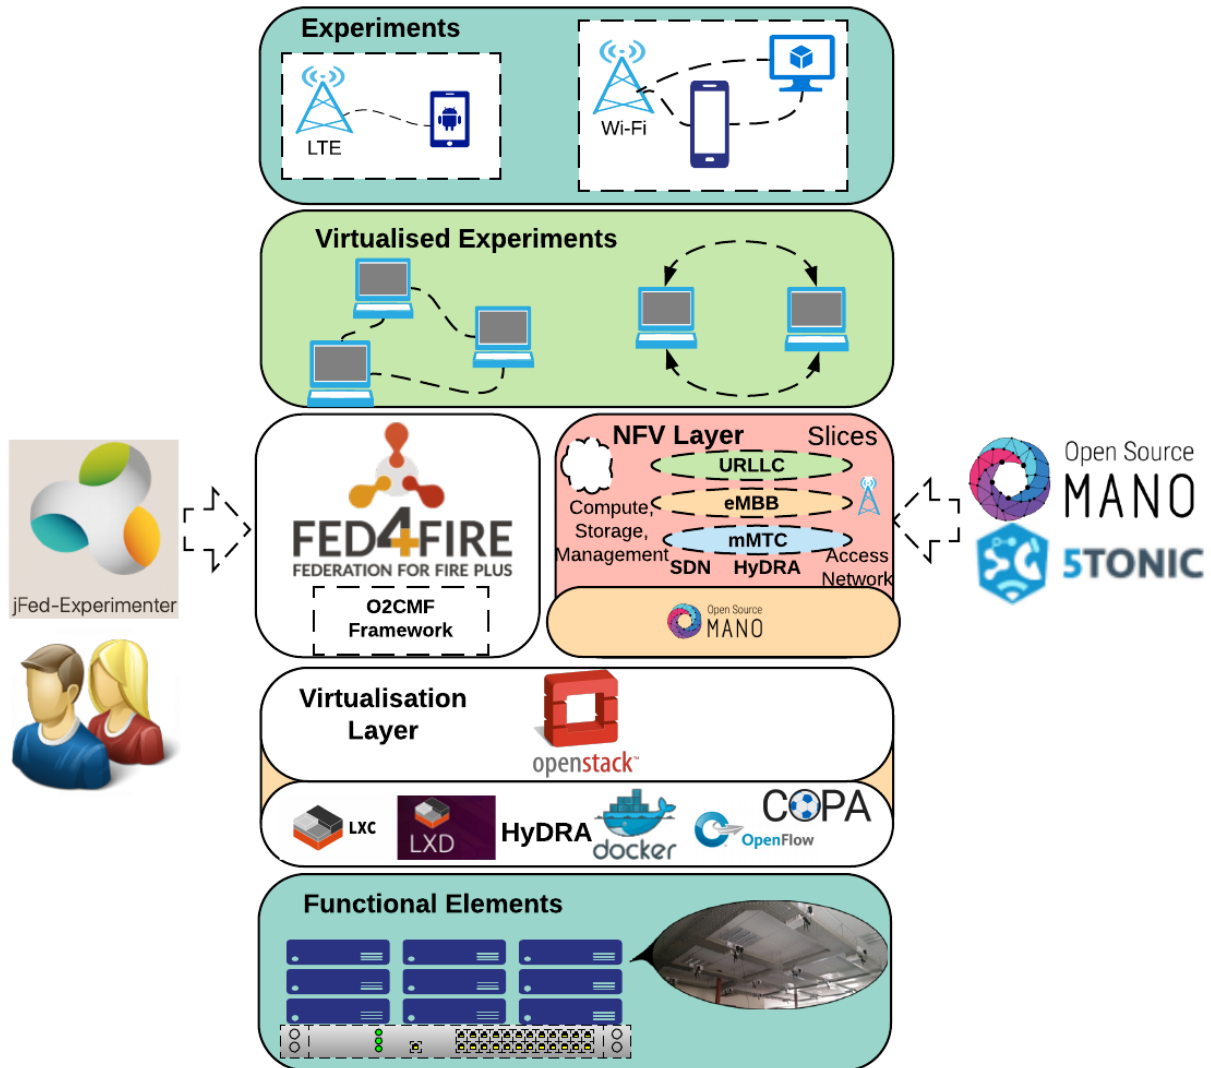 Experiments
LTE
Wi-Fi
Virtualised Experiments
jFed-Experimenter
FED4FIRE
FEDERATION FOR FIRE PLUS
O2CMF
Framework
NFV Layer
Slices
URLLC
eMBB
mMTC
Compute,
Storage,
Management
SDN HyDRA
Access
Network
Open Source
MANO
Open Source
MANO
5TONIC
Virtualisation
Layer
openstack™
LXC
LXD
HyDRA
docker
OpenFlow
COPA
Functional Elements